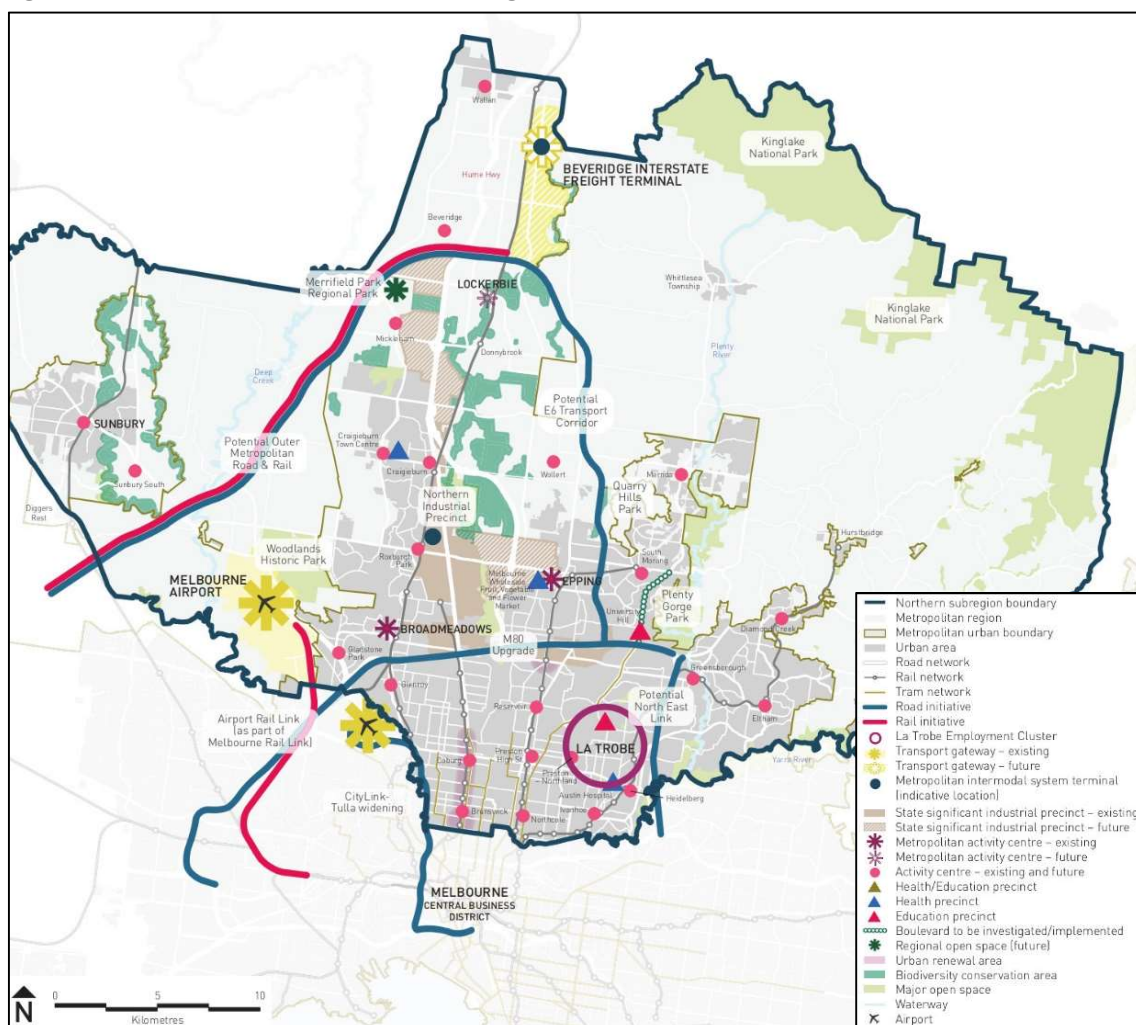 Wallan
Kinglake
National Park
BEVERIDGE INTERSTATE
FREIGHT TERMINAL
Hume Hwy
Beveridge
Whittlesea
Township
Merrifield Park
Regional Park
LOCKERBIE
Kinglake
National Park
Mickleham
Donnybrook
Plenty
River
Deep
Creek
Potential
E6 Transport
Corridor
SUNBURY
Potential Outer
Metropolitan
Road & Rail
Craigieburn
Town Centre
Craigieburn
Wollert
Mernda
Sunbury South
Quarry
Hills
Park
Diggers
Rest
Northern
Industrial
Precinct
Hurstbridge
Woodlands
Historic Park
Roxburgh
Park
South
Morang
MELBOURNE
AIRPORT
Melbourne
Wholesale
Fruit, Vegetable
and Flower
Market
EPPING
University
Hill
Plenty
Gorge
Park
BROADMEADOWS
M80
Upgrade
Diamond Creek
Gladstone
Park
Greensborough
Glenroy
Potential
North East
Link
Airport Rail Link
(as part of
Melbourne Rail Link)
Reservoir
Eltham
LA TROBE
Yarra River
Coburg
Preston
High St
Preston
-Northland
CityLink-
Tulla widening
Austin Hospital
Heidelberg
Brunswick
Northcote
Ivanhoe
MELBOURNE
CENTRAL BUSINESS
DISTRICT
N
0 5 10
Kilometres
Northern subregion boundary
Metropolitan region
Metropolitan urban boundary
Urban area
Road network
Rail network
Tram network
Road initiative
Rail initiative
La Trobe Employment Cluster
Transport gateway – existing
Transport gateway – future
Metropolitan intermodal system terminal
(indicative location)
State significant industrial precinct – existing
State significant industrial precinct – future
Metropolitan activity centre – existing
Metropolitan activity centre – future
Activity centre – existing and future
Health/Education precinct
Health precinct
Education precinct
Boulevard to be investigated/implemented
Regional open space (future)
Urban renewal area
Biodiversity conservation area
Major open space
Waterway
Airport